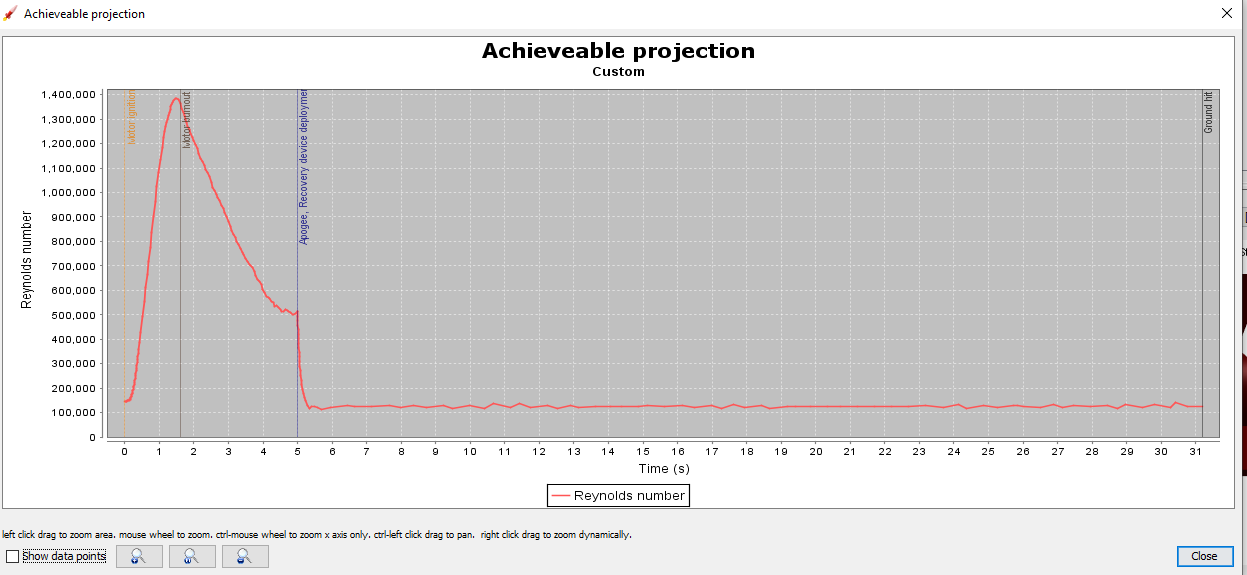 Achieveable projection
Achieveable projection
Custom
1,400,000
1,300,000
1,200,000
1,100,000
1,000,000
900,000
800,000
700,000
600,000
500,000
400,000
300,000
200,000
100,000
0
Reynolds number
Motor ignition
Motor burnout
Apogee, Recovery device deploymen
Ground hit
0 1 2 3 4 5 6 7 8 9 10 11 12 13 14 15 16 17 18 19 20 21 22 23 24 25 26 27 28 29 30 31
Time (s)
Reynolds number
left click drag to zoom area. mouse wheel to zoom. ctrl-mouse wheel to zoom x axis only. ctrl-left click drag to pan. right click drag to zoom dynamically.
Show data points
Close